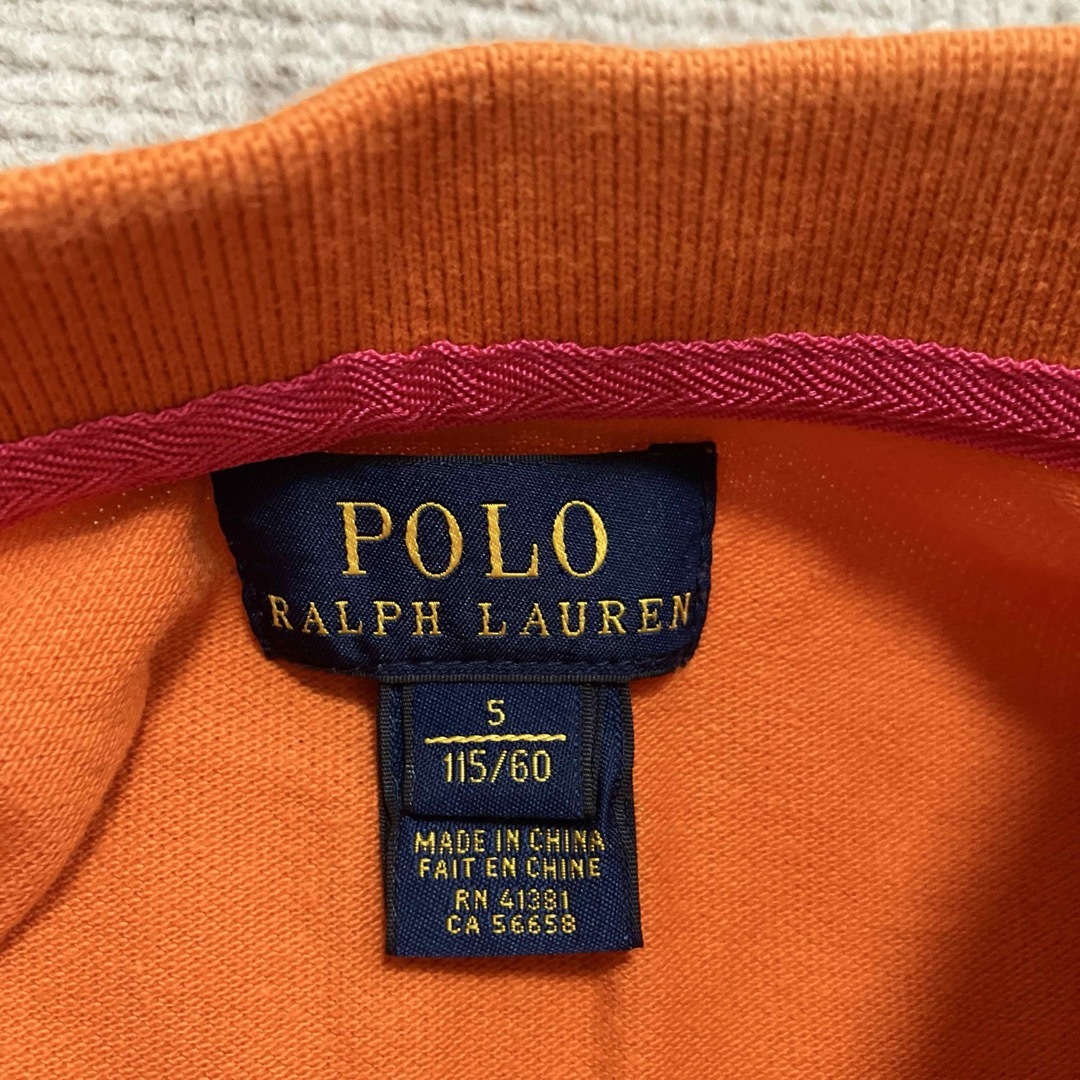 POLO
RALPH LAUREN
5
115/60
MADE IN CHINA
FAIT EN CHINE
RN 41381
CA 56658